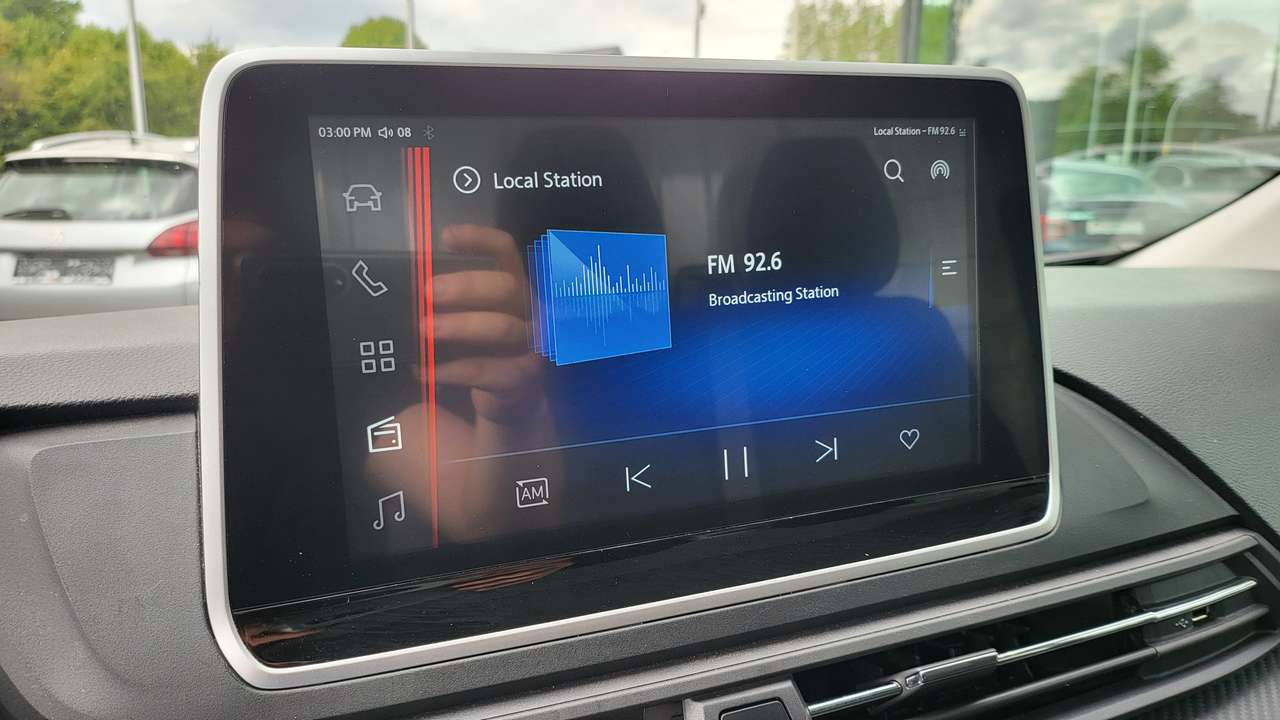 03:00 PM 08
Local Station – FM 92.6
Local Station
FM 92.6
Broadcasting Station
AM